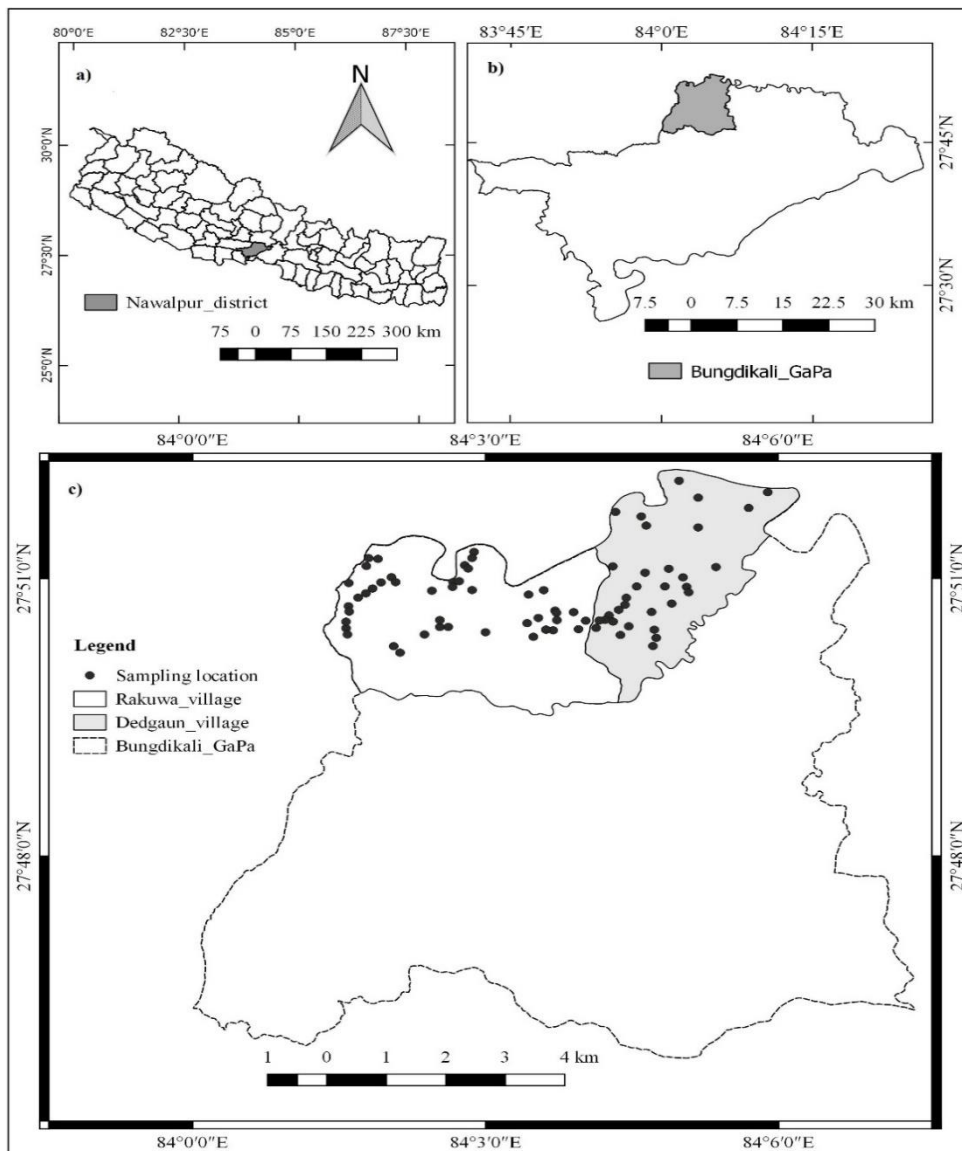 80°0'E 82°30'E 85°0'E 87°30'E
a)
N
30°0'N
27°30'N
25°0'N
Nawalpur_district
75 0 75 150 225 300 km
83°45'E 84°0'E 84°15'E
b)
27°45'N
27°30'N
7.5 0 7.5 15 22.5 30 km
Bungdikali_GaPa
84°0'0"E 84°3'0"E 84°6'0"E
c)
27°51'0"N 27°51'0"N
Legend
Sampling location
Rakuwa_village
Dedgaun_village
Bungdikali_GaPa
27°48'0"N 27°48'0"N
1 0 1 2 3 4 km
84°0'0"E 84°3'0"E 84°6'0"E